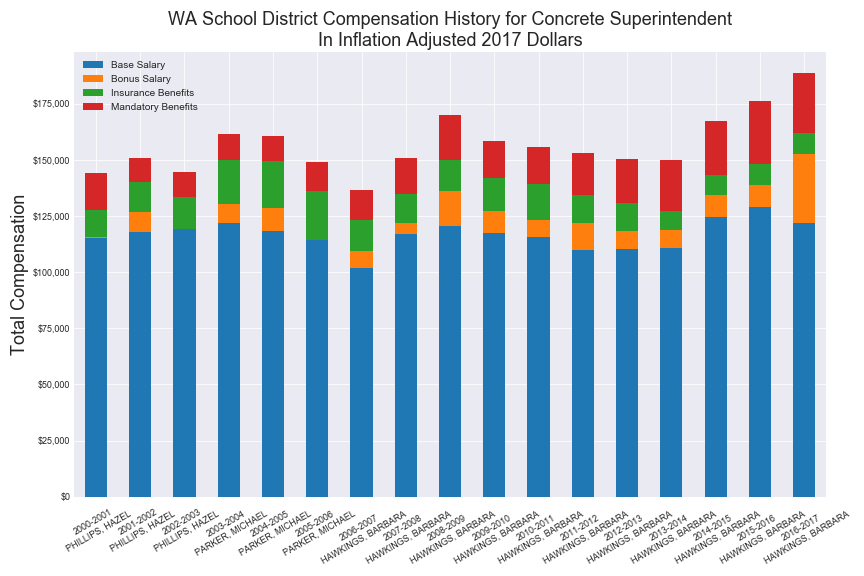 WA School District Compensation History for Concrete Superintendent
In Inflation Adjusted 2017 Dollars
Base Salary
Bonus Salary
Insurance Benefits
Mandatory Benefits
Total Compensation
$175,000
$150,000
$125,000
$100,000
$75,000
$50,000
$25,000
$0
2000-2001
PHILLIPS, HAZEL
2001-2002
PHILLIPS, HAZEL
2002-2003
PHILLIPS, HAZEL
2003-2004
PARKER, MICHAEL
2004-2005
PARKER, MICHAEL
2005-2006
PARKER, MICHAEL
2006-2007
HAWKINGS, BARBARA
2007-2008
HAWKINGS, BARBARA
2008-2009
HAWKINGS, BARBARA
2009-2010
HAWKINGS, BARBARA
2010-2011
HAWKINGS, BARBARA
2011-2012
HAWKINGS, BARBARA
2012-2013
HAWKINGS, BARBARA
2013-2014
HAWKINGS, BARBARA
2014-2015
HAWKINGS, BARBARA
2015-2016
HAWKINGS, BARBARA
2016-2017
HAWKINGS, BARBARA